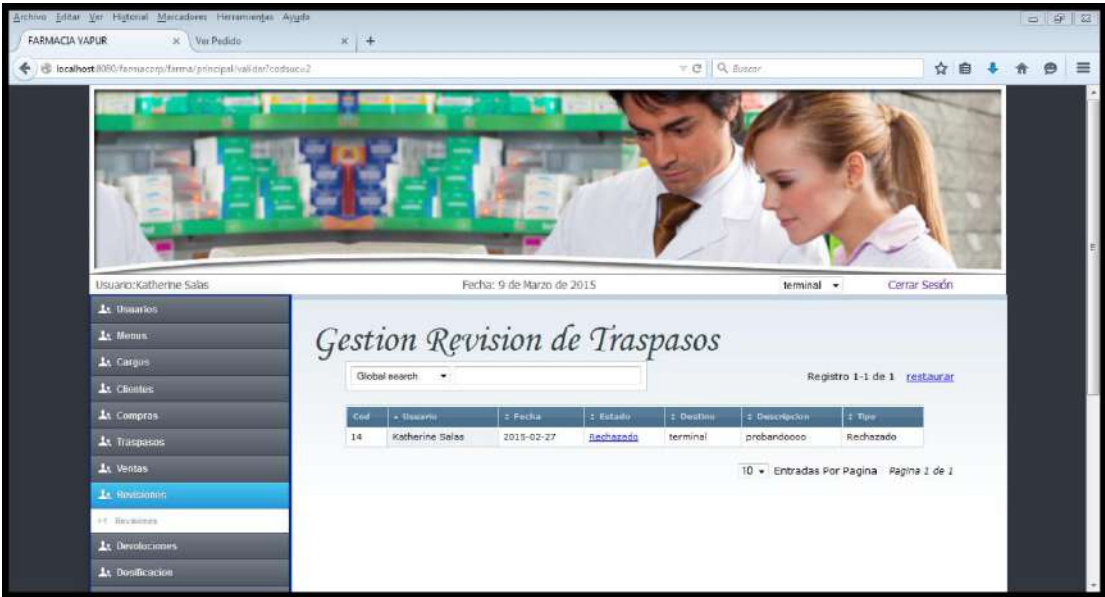 Archivo Editar Ver Historial Marcadores Herramientas Ayuda
FARMACIA YAPUR
Ver Pedido
localhost:8080/farmacorp/farma/principal/validar?codsuc=2
Buscar
Usuario:Katherine Salas
Fecha: 9 de Marzo de 2015
terminal
Cerrar Sesión
Usuarios
Menus
Cargos
Clientes
Compras
Traspasos
Ventas
Revisiones
Revisiones
Devoluciones
Dosificacion
Gestion Revision de Traspasos
Global search
Registro 1-1 de 1 restaurar
Cod Usuario Fecha Estado Destino Descripcion Tipo
14 Katherine Salas 2015-02-27 Rechazado terminal probandoooo Rechazado
10 Entradas Por Pagina Pagina 1 de 1